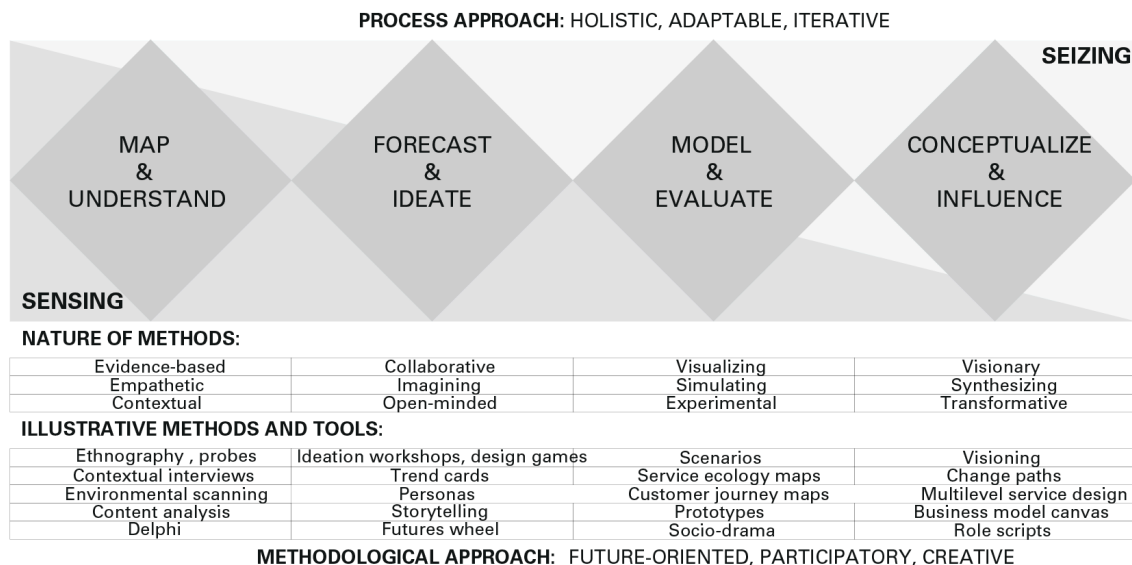 PROCESS APPROACH: HOLISTIC, ADAPTABLE, ITERATIVE
SEIZING
MAP
&
UNDERSTAND
FORECAST
&
IDEATE
MODEL
&
EVALUATE
CONCEPTUALIZE
&
INFLUENCE
SENSING
NATURE OF METHODS:
Evidence-based Collaborative Visualizing Visionary
Empathetic Imagining Simulating Synthesizing
Contextual Open-minded Experimental Transformative
ILLUSTRATIVE METHODS AND TOOLS:
Ethnography , probes Ideation workshops, design games Scenarios Visioning
Contextual interviews Trend cards Service ecology maps Change paths
Environmental scanning Personas Customer journey maps Multilevel service design
Content analysis Storytelling Prototypes Business model canvas
Delphi Futures wheel Socio-drama Role scripts
METHODOLOGICAL APPROACH: FUTURE-ORIENTED, PARTICIPATORY, CREATIVE